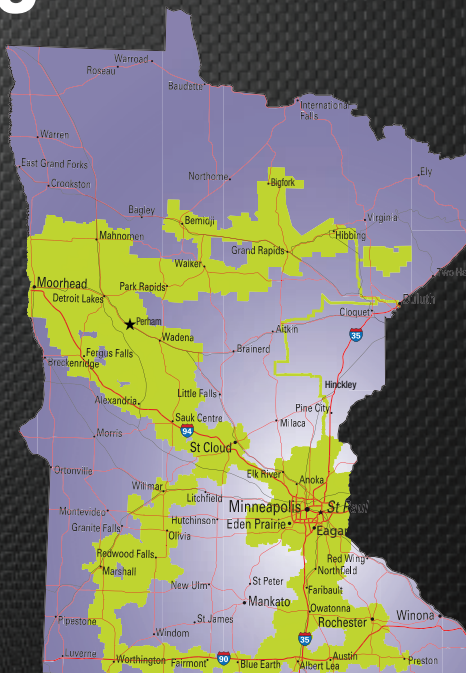 Warroad
Roseau
Baudette
International
Falls
Warren
East Grand Forks
Crookston
Northome
Ely
Bigfork
Bagley
Bemidji
Virginia
Mahnomen
Hibbing
Grand Rapids
Walker
Moorhead
Park Rapids
Detroit Lakes
Duluth
Cloquet
Perham
Aitkin
35
Wadena
Brainerd
Fergus Falls
Breckenridge
Hinckley
Little Falls
Alexandria
Pine City
Sauk Centre
Milaca
94
Morris
St Cloud
Elk River
Anoka
Ortonville
Willmar
Litchfield
Minneapolis
St Paul
Montevideo
Hutchinson
Eden Prairie
Granite Falls
Olivia
Eagan
Redwood Falls
Red Wing
Marshall
Northfield
New Ulm
St Peter
Faribault
Mankato
Owatonna
Pipestone
St James
Rochester
Winona
Windom
35
Luverne
Worthington
Fairmont
90
Blue Earth
Albert Lea
Austin
Preston